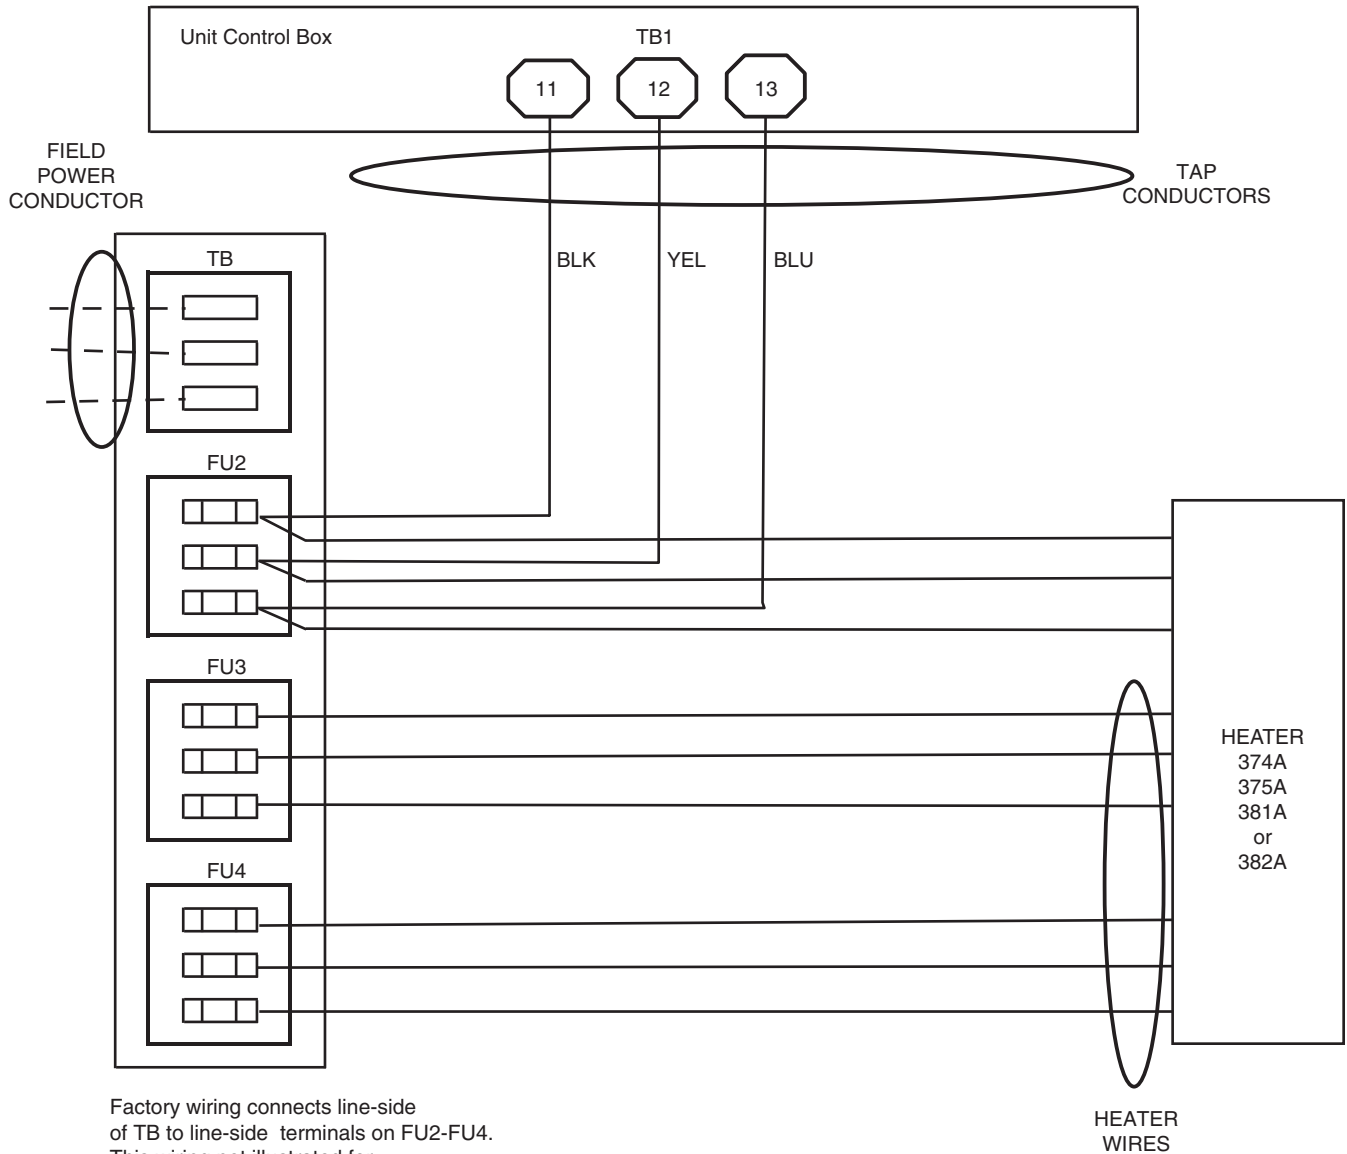 Unit Control Box
TB1
11
12
13
FIELD
POWER
CONDUCTOR
TAP
CONDUCTORS
TB
BLK
YEL
BLU
FU2
FU3
HEATER
374A
375A
381A
or
382A
FU4
Factory wiring connects line-side
of TB to line-side terminals on FU2-FU4.
HEATER
WIRES